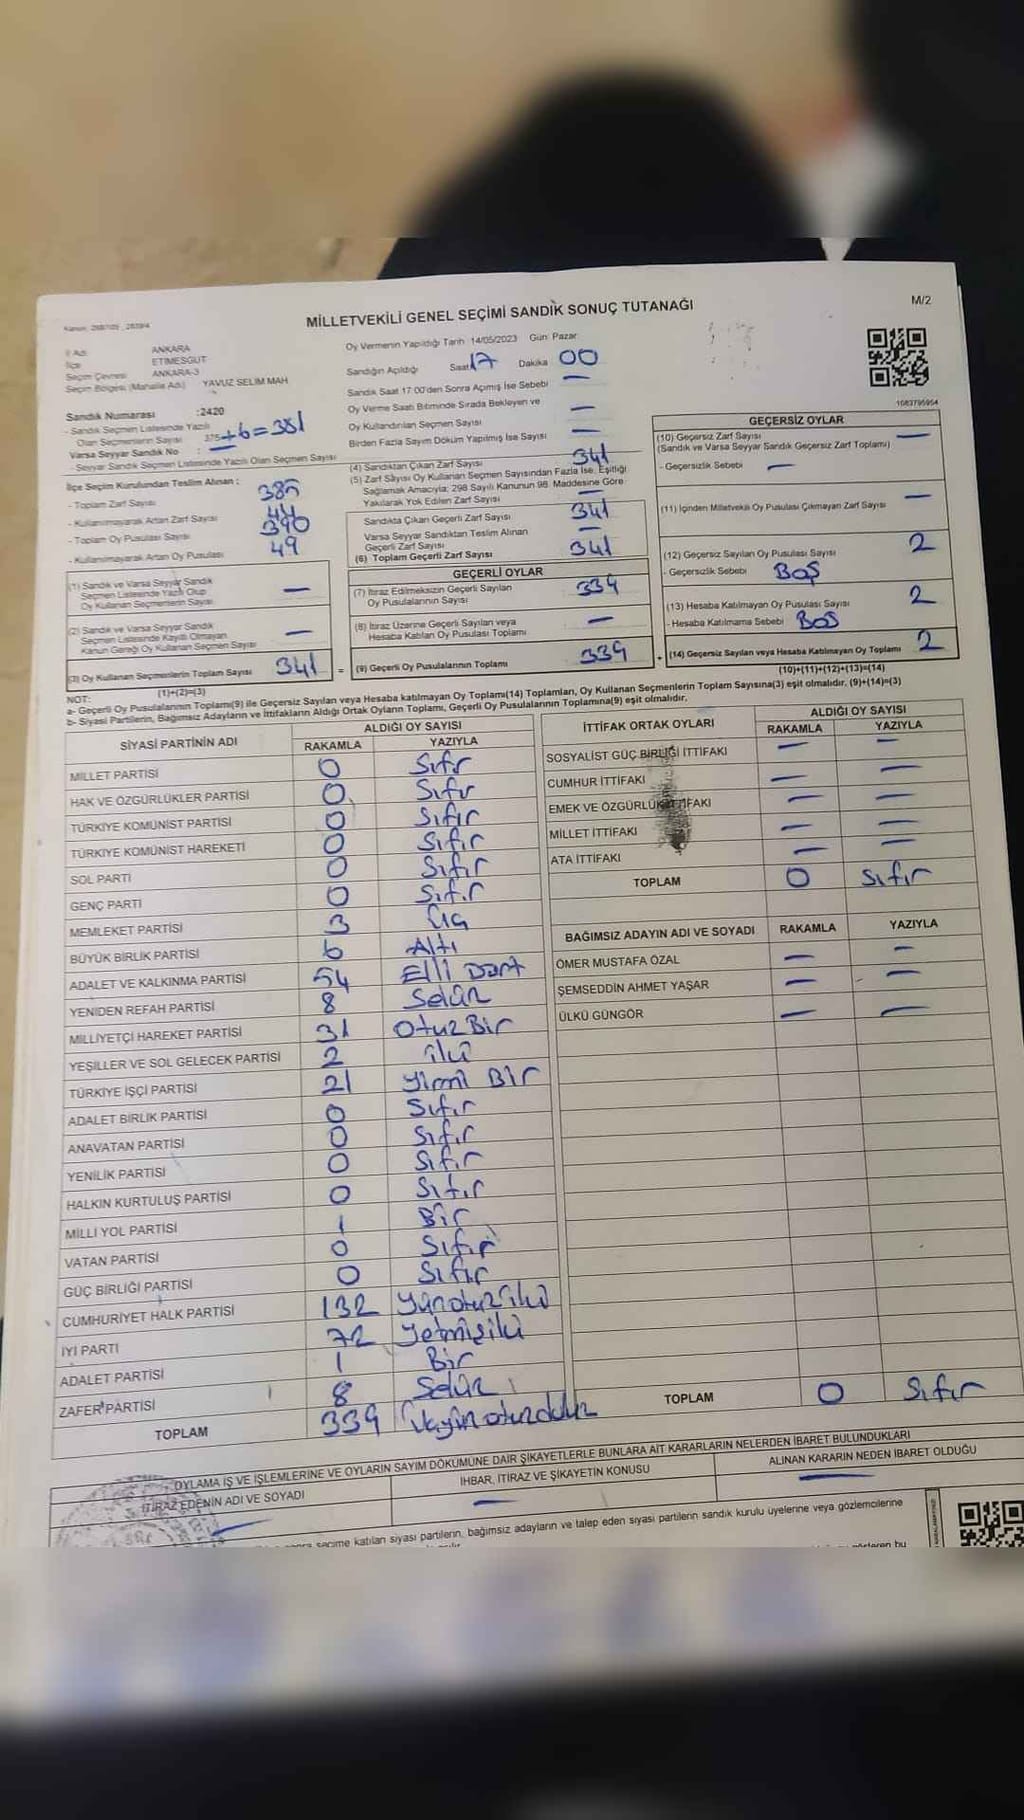 MİLLETVEKİLİ GENEL SEÇİMİ SANDIK SONUÇ TUTANAĞI
M/2
İl Adı ANKARA
İlçe ETİMESGUT
Seçim Çevresi ANKARA-3
Seçim Bölgesi (Mahalle Adı) YAVUZ SELİM MAH
Sandık Numarası :2420
- Sandık Seçmen Listesinde Yazılı
Olan Seçmenlerin Sayısı 375+6=381
Varsa Seyyar Sandık No : —
- Seyyar Sandık Seçmen Listesinde Yazılı Olan Seçmen Sayısı
İlçe Seçim Kurulundan Teslim Alınan :
- Toplam Zarf Sayısı 385
- Kullanılmayarak Artan Zarf Sayısı 44
- Toplam Oy Pusulası Sayısı 390
- Kullanılmayarak Artan Oy Pusulası 49
(1) Sandık ve Varsa Seyyar Sandık
Seçmen Listesinde Yazılı Olup
Oy Kullanan Seçmenlerin Sayısı —
(2) Sandık ve Varsa Seyyar Sandık
Seçmen Listesinde Kayıtlı Olmayan
Kanun Gereği Oy Kullanan Seçmen Sayısı —
(3) Oy Kullanan Seçmenlerin Toplam Sayısı 341 =
(1)+(2)=(3)
Oy Vermenin Yapıldığı Tarih 14/05/2023 Gün: Pazar
Sandığın Açıldığı Saat 17 Dakika 00
Sandık Saat 17:00'den Sonra Açımış İse Sebebi —
Oy Verme Saati Bitiminde Sırada Bekleyen ve
Oy Kullandırılan Seçmen Sayısı —
Birden Fazla Sayım Döküm Yapılmış İse Sayısı —
(4) Sandıktan Çıkan Zarf Sayısı 341
(5) Zarf Sayısı Oy Kullanan Seçmen Sayısından Fazla İse, Eşitliği
Sağlamak Amacıyla; 298 Sayılı Kanunun 98. Maddesine Göre
Yakılarak Yok Edilen Zarf Sayısı —
Sandıkta Çıkan Geçerli Zarf Sayısı 341
Varsa Seyyar Sandıktan Teslim Alınan
Geçerli Zarf Sayısı —
(6) Toplam Geçerli Zarf Sayısı 341
GEÇERLİ OYLAR
(7) İtiraz Edilmeksizin Geçerli Sayılan
Oy Pusulalarının Sayısı 339
(8) İtiraz Üzerine Geçerli Sayılan veya
Hesaba Katılan Oy Pusulası Toplamı —
(9) Geçerli Oy Pusulalarının Toplamı 339 +
1083795954
GEÇERSİZ OYLAR
(10) Geçersiz Zarf Sayısı
(Sandık ve Varsa Seyyar Sandık Geçersiz Zarf Toplamı) —
- Geçersizlik Sebebi —
(11) İçinden Milletvekili Oy Pusulası Çıkmayan Zarf Sayısı —
(12) Geçersiz Sayılan Oy Pusulası Sayısı 2
- Geçersizlik Sebebi BOŞ
(13) Hesaba Katılmayan Oy Pusulası Sayısı 2
- Hesaba Katılmama Sebebi BOŞ
(14) Geçersiz Sayılan veya Hesaba Katılmayan Oy Toplamı 2
(10)+(11)+(12)+(13)=(14)
NOT:
a- Geçerli Oy Pusulalarının Toplamı(9) ile Geçersiz Sayılan veya Hesaba katılmayan Oy Toplamı(14) Toplamları, Oy Kullanan Seçmenlerin Toplam Sayısına(3) eşit olmalıdır. (9)+(14)=(3)
b- Siyasi Partilerin, Bağımsız Adayların ve İttifakların Aldığı Ortak Oyların Toplamı, Geçerli Oy Pusulalarının Toplamına(9) eşit olmalıdır.
SİYASİ PARTİNİN ADI ALDIĞI OY SAYISI
RAKAMLA YAZIYLA
MİLLET PARTİSİ 0 Sıfır
HAK VE ÖZGÜRLÜKLER PARTİSİ 0 Sıfır
TÜRKİYE KOMÜNİST PARTİSİ 0 Sıfır
TÜRKİYE KOMÜNİST HAREKETİ 0 Sıfır
SOL PARTİ 0 Sıfır
GENÇ PARTİ 0 Sıfır
MEMLEKET PARTİSİ 3 Üç
BÜYÜK BİRLİK PARTİSİ 6 Altı
ADALET VE KALKINMA PARTİSİ 54 Elli Dört
YENİDEN REFAH PARTİSİ 8 Sekiz
MİLLİYETÇİ HAREKET PARTİSİ 31 Otuz Bir
YEŞİLLER VE SOL GELECEK PARTİSİ 2 iki
TÜRKİYE İŞÇİ PARTİSİ 21 Yirmi Bir
ADALET BİRLİK PARTİSİ 0 Sıfır
ANAVATAN PARTİSİ 0 Sıfır
YENİLİK PARTİSİ 0 Sıfır
HALKIN KURTULUŞ PARTİSİ 0 Sıfır
MİLLİ YOL PARTİSİ 1 Bir
VATAN PARTİSİ 0 Sıfır
GÜÇ BİRLİĞİ PARTİSİ 0 Sıfır
CUMHURİYET HALK PARTİSİ 132 Yüzotuziki
İYİ PARTİ 72 Yetmişiki
ADALET PARTİSİ 1 Bir
ZAFER PARTİSİ 8 Sekiz
TOPLAM 339 Üçyüzotuzdokuz
İTTİFAK ORTAK OYLARI ALDIĞI OY SAYISI
RAKAMLA YAZIYLA
SOSYALİST GÜÇ BİRLİĞİ İTTİFAKI — —
CUMHUR İTTİFAKI — —
EMEK VE ÖZGÜRLÜK İTTİFAKI — —
MİLLET İTTİFAKI — —
ATA İTTİFAKI — —
TOPLAM 0 Sıfır
BAĞIMSIZ ADAYIN ADI VE SOYADI RAKAMLA YAZIYLA
ÖMER MUSTAFA ÖZAL — —
ŞEMSEDDİN AHMET YAŞAR — —
ÜLKÜ GÜNGÖR — —
TOPLAM 0 Sıfır
OYLAMA İŞ VE İŞLEMLERİNE VE OYLARIN SAYIM DÖKÜMÜNE DAİR ŞİKAYETLERLE BUNLARA AİT KARARLARIN NELERDEN İBARET BULUNDUKLARI
İTİRAZ EDENİN ADI VE SOYADI İHBAR, İTİRAZ VE ŞİKAYETİN KONUSU ALINAN KARARIN NEDEN İBARET OLDUĞU
— — —
seçime katılan siyasi partilerin, bağımsız adayların ve talep eden siyasi partilerin sandık kurulu üyelerine veya gözlemcilerine